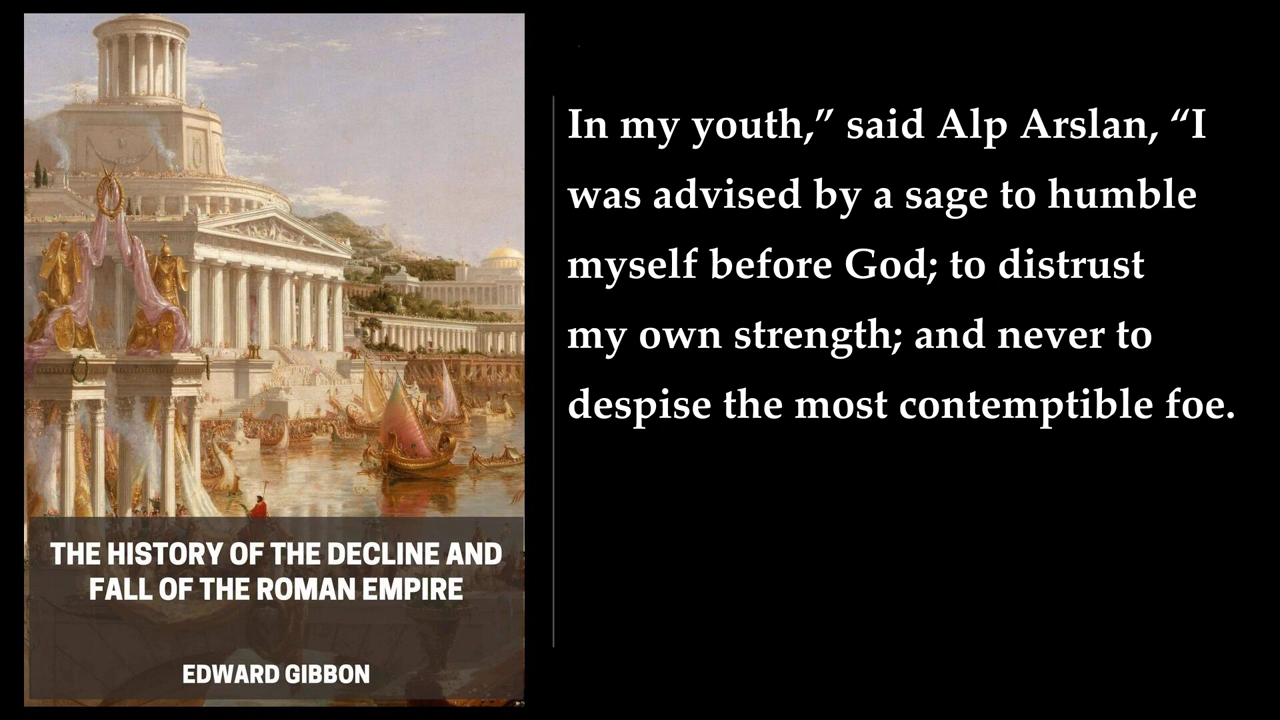 In my youth,” said Alp Arslan, “I
was advised by a sage to humble
myself before God; to distrust
my own strength; and never to
despise the most contemptible foe.
THE HISTORY OF THE DECLINE AND
FALL OF THE ROMAN EMPIRE
EDWARD GIBBON